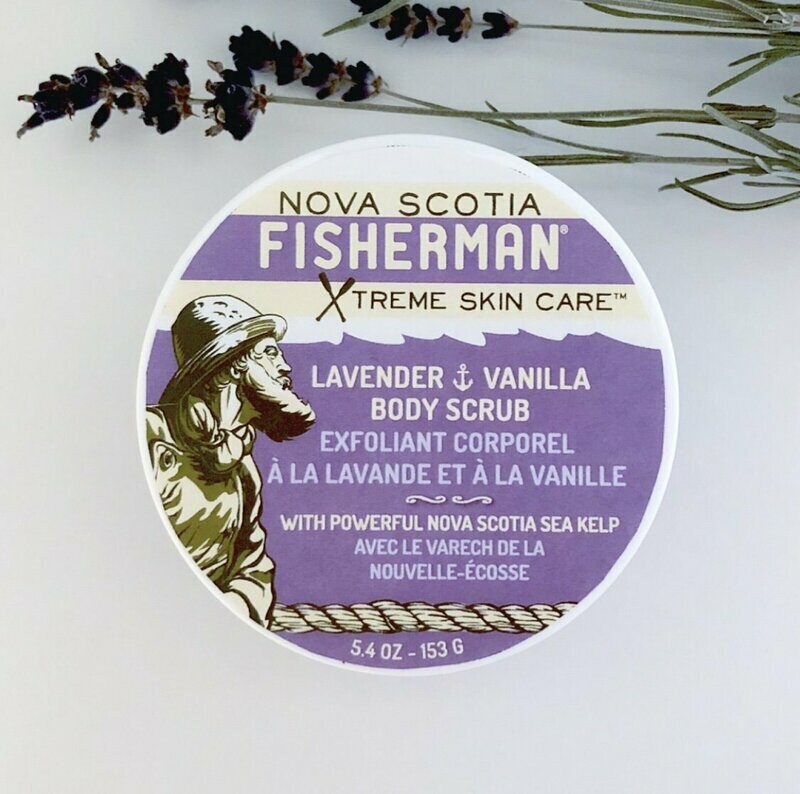 NOVA SCOTIA
FISHERMAN®
XTREME SKIN CARE™
LAVENDER ⚓ VANILLA
BODY SCRUB
EXFOLIANT CORPOREL
À LA LAVANDE ET À LA VANILLE
WITH POWERFUL NOVA SCOTIA SEA KELP
AVEC LE VARECH DE LA
NOUVELLE-ÉCOSSE
5.4 OZ – 153 G